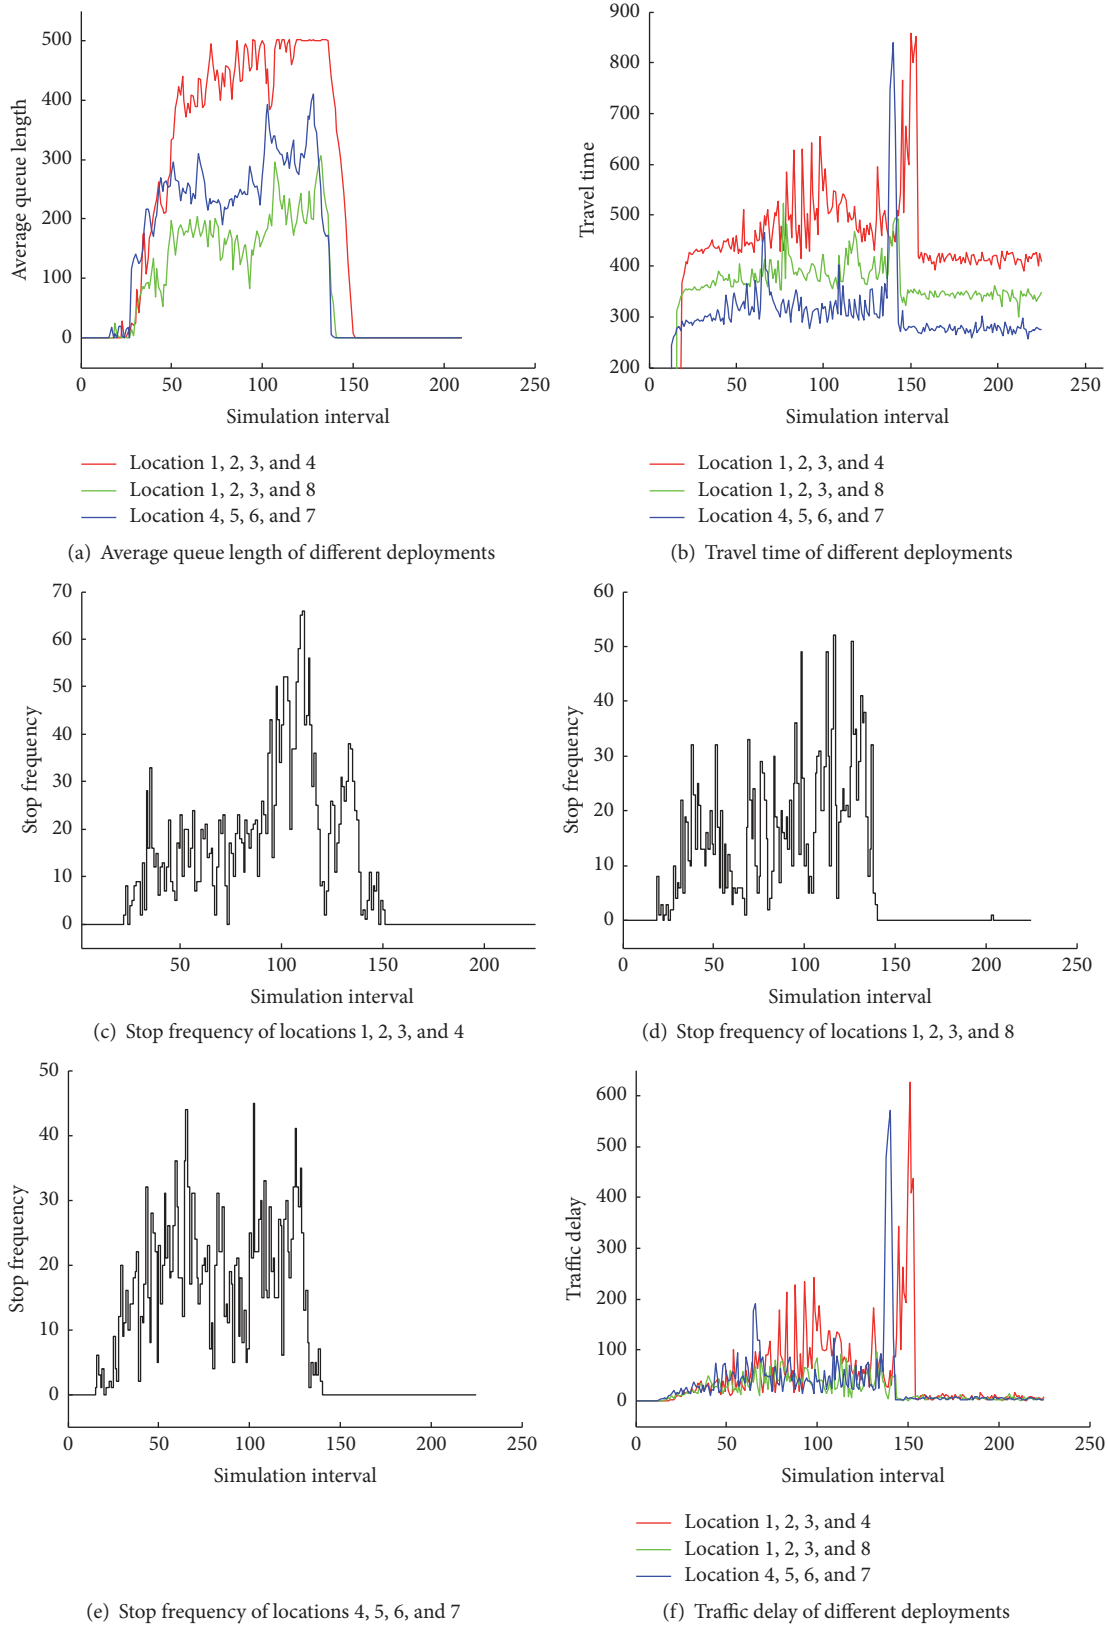 500
400
300
200
100
0
Average queue length
0 50 100 150 200 250
Simulation interval
Location 1, 2, 3, and 4
Location 1, 2, 3, and 8
Location 4, 5, 6, and 7
(a) Average queue length of different deployments
900
800
700
600
500
400
300
200
Travel time
0 50 100 150 200 250
Simulation interval
Location 1, 2, 3, and 4
Location 1, 2, 3, and 8
Location 4, 5, 6, and 7
(b) Travel time of different deployments
70
60
50
40
30
20
10
0
Stop frequency
50 100 150 200
Simulation interval
(c) Stop frequency of locations 1, 2, 3, and 4
60
50
40
30
20
10
0
Stop frequency
0 50 100 150 200 250
Simulation interval
(d) Stop frequency of locations 1, 2, 3, and 8
50
40
30
20
10
0
Stop frequency
0 50 100 150 200 250
Simulation interval
(e) Stop frequency of locations 4, 5, 6, and 7
600
500
400
300
200
100
0
Traffic delay
0 50 100 150 200 250
Simulation interval
Location 1, 2, 3, and 4
Location 1, 2, 3, and 8
Location 4, 5, 6, and 7
(f) Traffic delay of different deployments